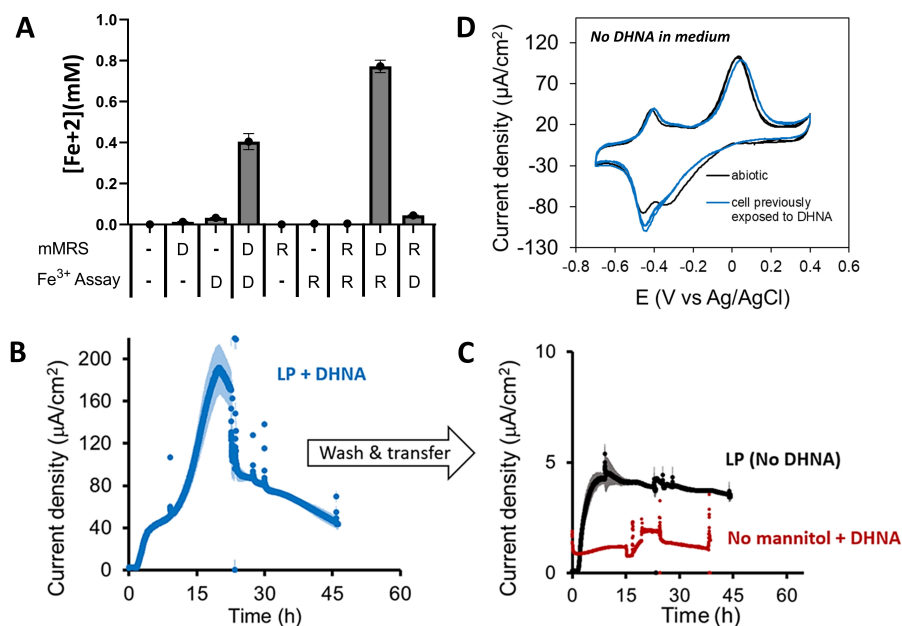 A
[Fe+2](mM)
1.0
0.8
0.6
0.4
0.2
0.0
mMRS - D - D R - R D R
Fe³⁺ Assay - - D D - R R R D
D
No DHNA in medium
Current density (µA/cm²)
120
70
20
-30
-80
-130
abiotic
cell previously
exposed to DHNA
-0.8 -0.6 -0.4 -0.2 0 0.2 0.4 0.6
E (V vs Ag/AgCl)
B
Current density (µA/cm²)
200
160
120
80
40
0
LP + DHNA
0 15 30 45 60
Time (h)
Wash & transfer
C
Current density (µA/cm²)
10
5
0
LP (No DHNA)
No mannitol + DHNA
0 15 30 45 60
Time (h)